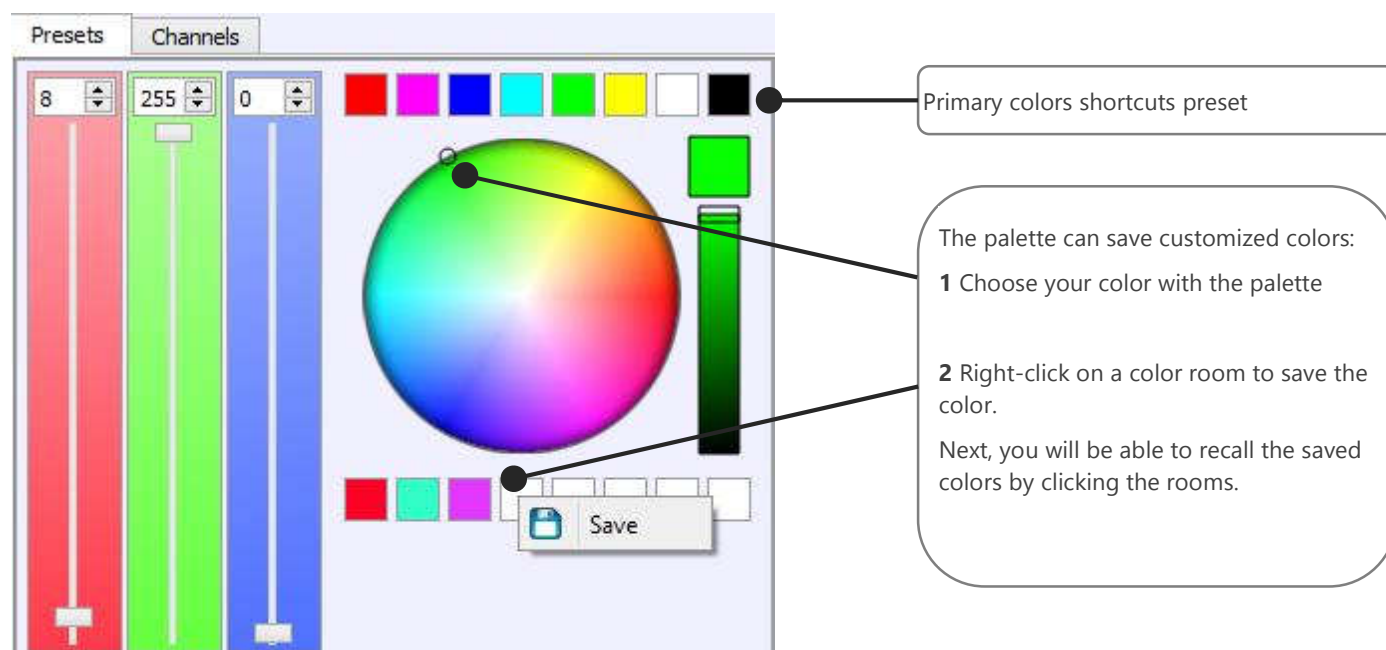 Presets Channels
8 255 0
Primary colors shortcuts preset
The palette can save customized colors:
1 Choose your color with the palette
2 Right-click on a color room to save the
color.
Next, you will be able to recall the saved
colors by clicking the rooms.
Save